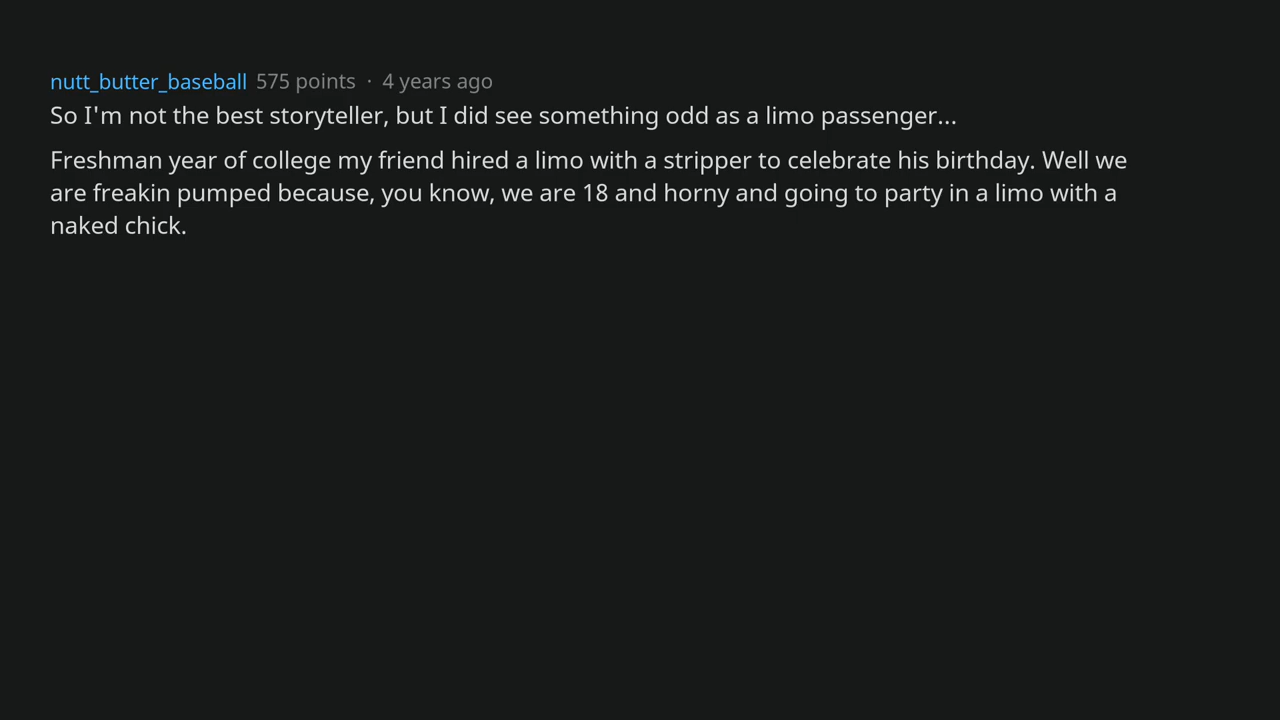 nutt_butter_baseball 575 points · 4 years ago
So I'm not the best storyteller, but I did see something odd as a limo passenger...
Freshman year of college my friend hired a limo with a stripper to celebrate his birthday. Well we
are freakin pumped because, you know, we are 18 and horny and going to party in a limo with a
naked chick.